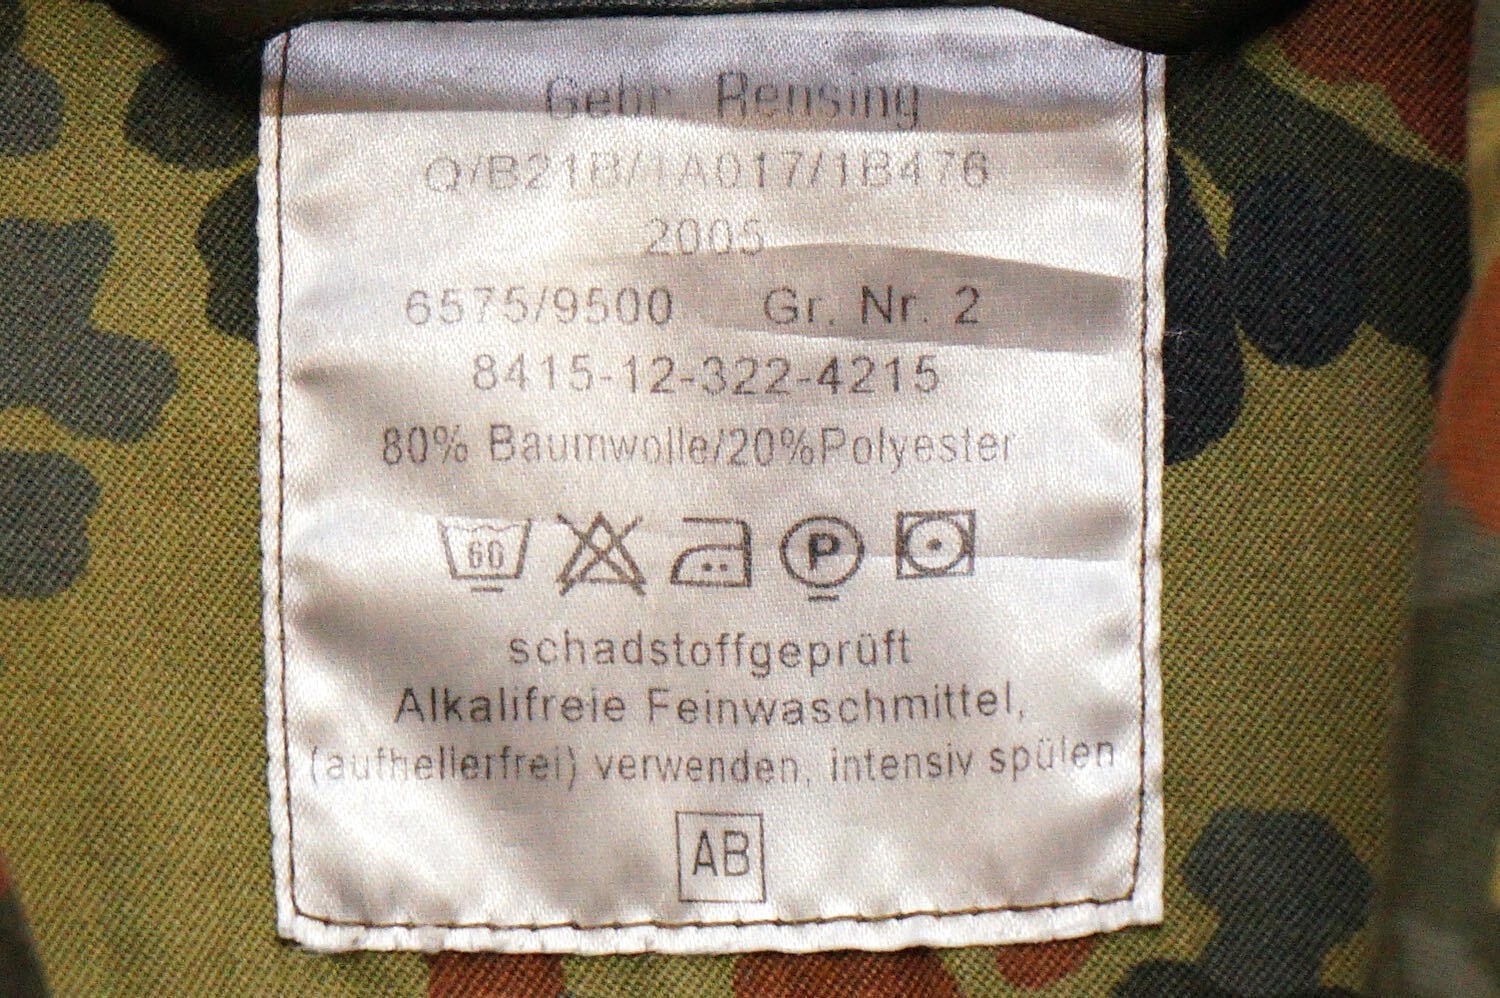 Gebr. Rensing
Q/B21B/1A017/1B476
2005
6575/9500 Gr. Nr. 2
8415-12-322-4215
80% Baumwolle/20%Polyester
60 P
schadstoffgeprüft
Alkalifreie Feinwaschmittel,
(aufhellerfrei) verwenden, intensiv spülen
AB